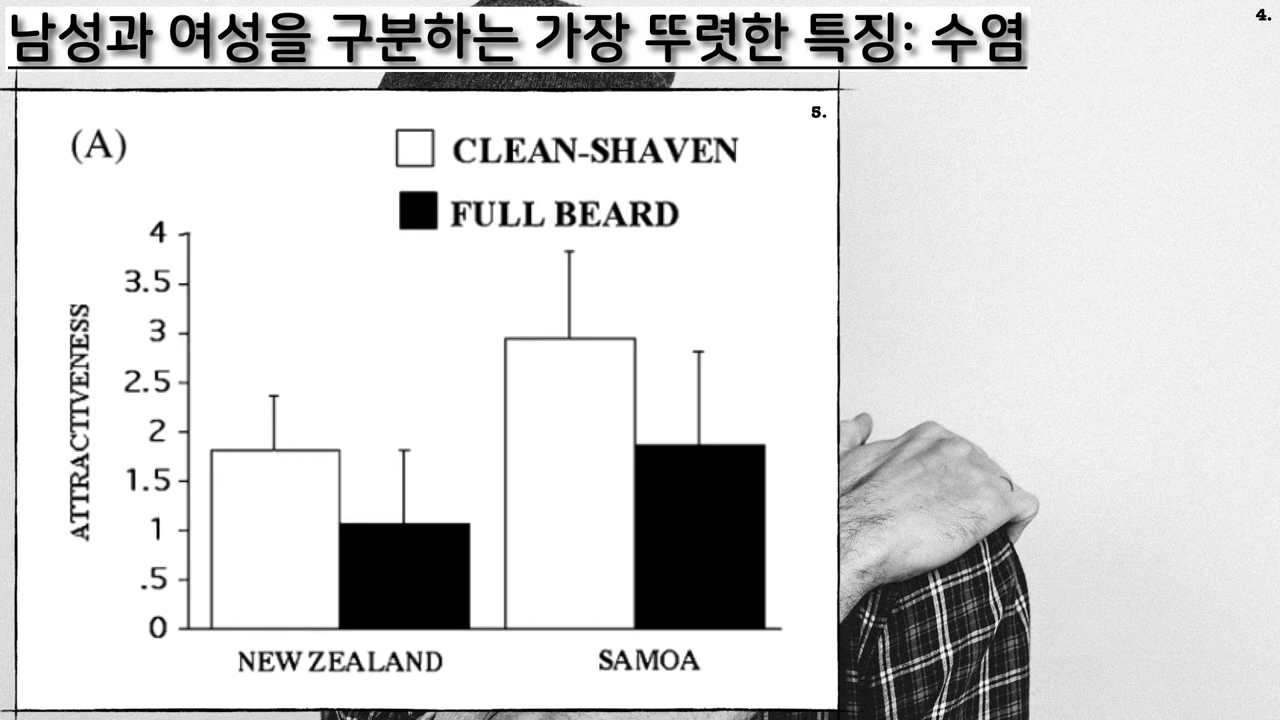 남성과 여성을 구분하는 가장 뚜렷한 특징: 수염
4.
5.
(A)
CLEAN-SHAVEN
FULL BEARD
ATTRACTIVENESS
4
3.5
3
2.5
2
1.5
1
.5
0
NEW ZEALAND
SAMOA